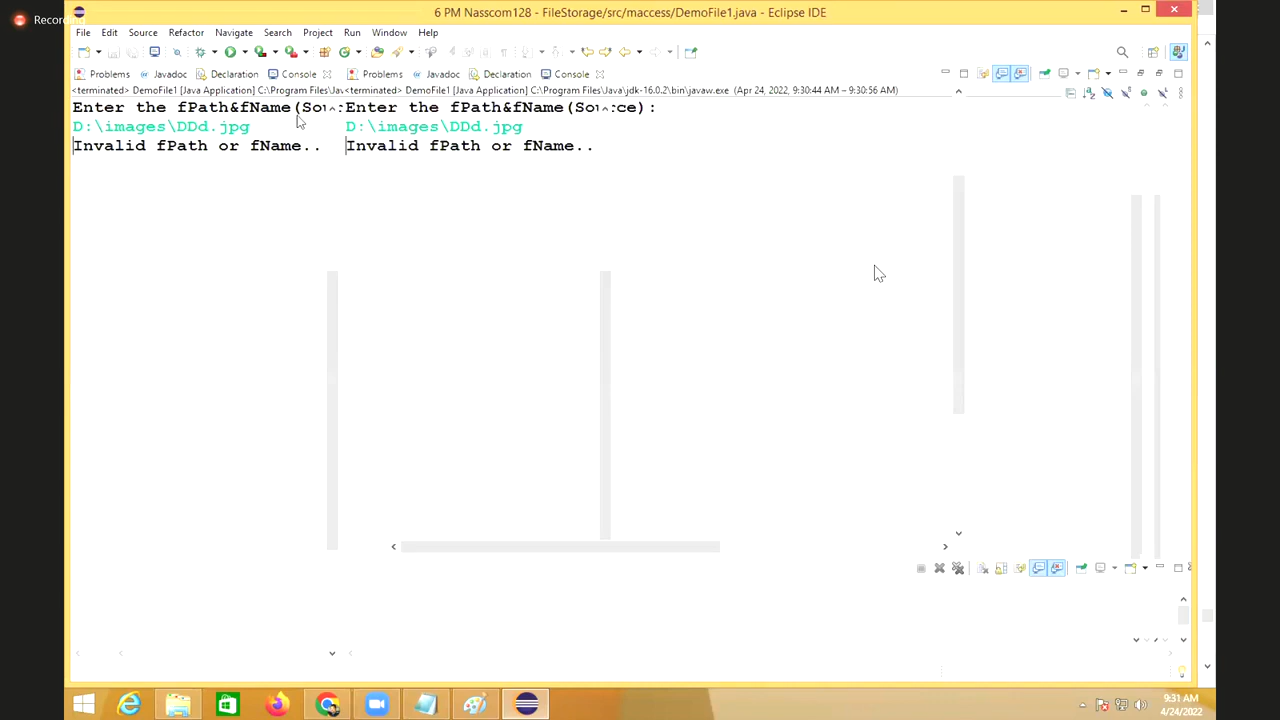 Recording
6 PM Nasscom128 - FileStorage/src/maccess/DemoFile1.java - Eclipse IDE
File Edit Source Refactor Navigate Search Project Run Window Help
Problems Javadoc Declaration Console Problems Javadoc Declaration Console
<terminated> DemoFile1 [Java Application] C:\Program Files\Jav <terminated> DemoFile1 [Java Application] C:\Program Files\Java\jdk-16.0.2\bin\javaw.exe (Apr 24, 2022, 9:30:44 AM – 9:30:56 AM)
Enter the fPath&fName(Sou Enter the fPath&fName(Source):
D:\images\DDd.jpg D:\images\DDd.jpg
Invalid fPath or fName.. Invalid fPath or fName..
9:31 AM
4/24/2022